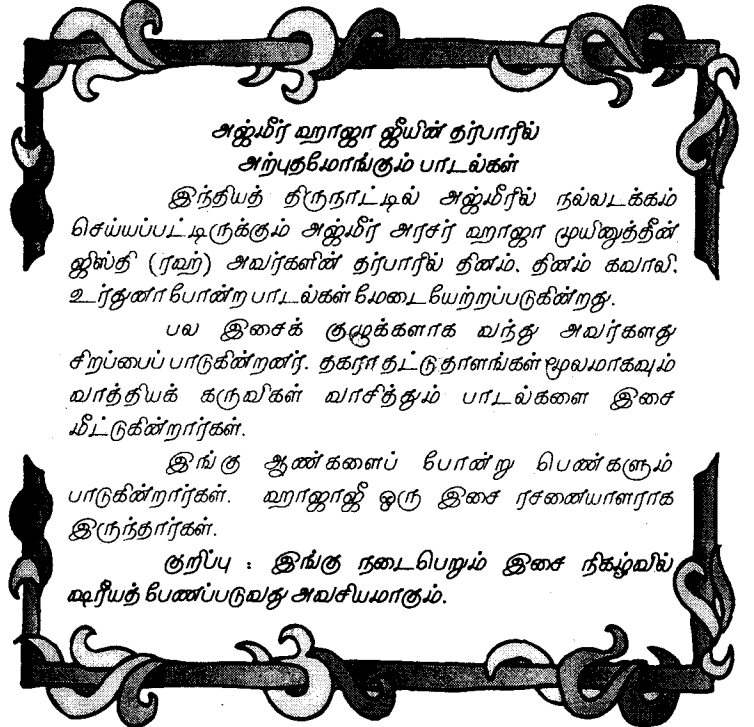 அஜ்மீர் ஹாஜா ஜீயின் தர்பாரில்
அற்புதமோங்கும் பாடல்கள்
இந்தியத் திருநாட்டில் அஜ்மீரில் நல்லடக்கம்
செய்யப்பட்டிருக்கும் அஜ்மீர் அரசர் ஹாஜா முயினுத்தீன்
ஜிஸ்தி (ரஹ்) அவர்களின் தர்பாரில் தினம். தினம் கவாலி.
உர்துனா போன்ற பாடல்கள் மேடையேற்றப்படுகின்றது.
பல இசைக் குழுக்களாக வந்து அவர்களது
சிறப்பைப் பாடுகின்றனர். தகரா தட்டு தாளங்கள் மூலமாகவும்
வாத்தியக் கருவிகள் வாசித்தும் பாடல்களை இசை
மீட்டுகின்றார்கள்.
இங்கு ஆண்களைப் போன்று பெண்களும்
பாடுகின்றார்கள். ஹாஜாஜீ ஒரு இசை ரசனையாளராக
இருந்தார்கள்.
குறிப்பு : இங்கு நடைபெறும் இசை நிகழ்வில்
ஷரீயத் பேணப்படுவது அவசியமாகும்.